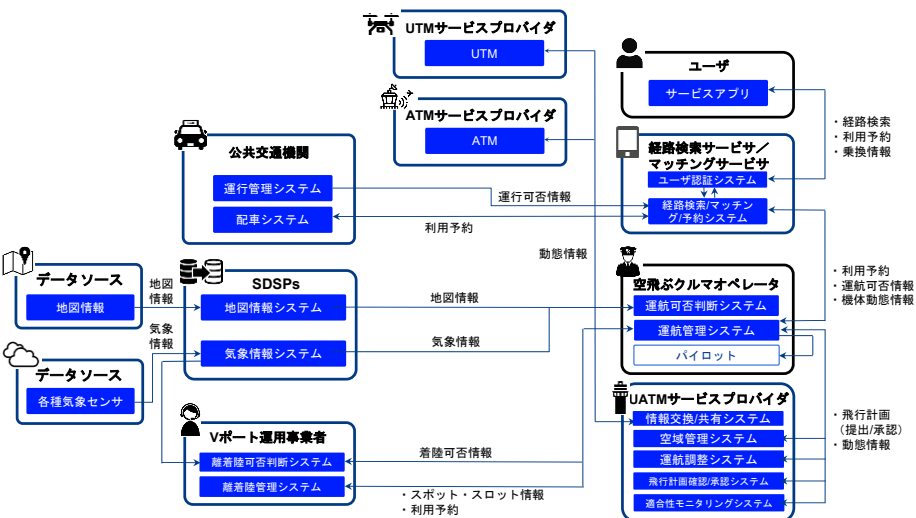 UTMサービスプロバイダ
UTM
ATMサービスプロバイダ
ATM
ユーザ
サービスアプリ
・経路検索
・利用予約
・乗換情報
公共交通機関
運行管理システム
配車システム
運行可否情報
利用予約
経路検索サービサ/
マッチングサービサ
ユーザ認証システム
経路検索/マッチン
グ/予約システム
動態情報
データソース
地図情報
地図
情報
SDSPs
地図情報システム
気象情報システム
地図情報
気象情報
気象
情報
データソース
各種気象センサ
空飛ぶクルマオペレータ
運航可否判断システム
運航管理システム
パイロット
・利用予約
・運航可否情報
・機体動態情報
Vポート運用事業者
離着陸可否判断システム
離着陸管理システム
着陸可否情報
・スポット・スロット情報
・利用予約
UATMサービスプロバイダ
情報交換/共有システム
空域管理システム
運航調整システム
飛行計画確認/承認システム
適合性モニタリングシステム
・飛行計画
(提出/承認)
・動態情報